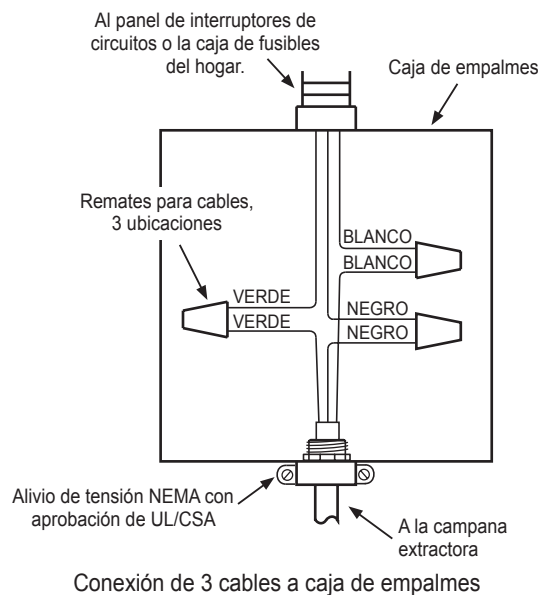 Al panel de interruptores de
circuitos o la caja de fusibles
del hogar.
Caja de empalmes
Remates para cables,
3 ubicaciones
BLANCO
BLANCO
VERDE
VERDE
NEGRO
NEGRO
Alivio de tensión NEMA con
aprobación de UL/CSA
A la campana
extractora
Conexión de 3 cables a caja de empalmes